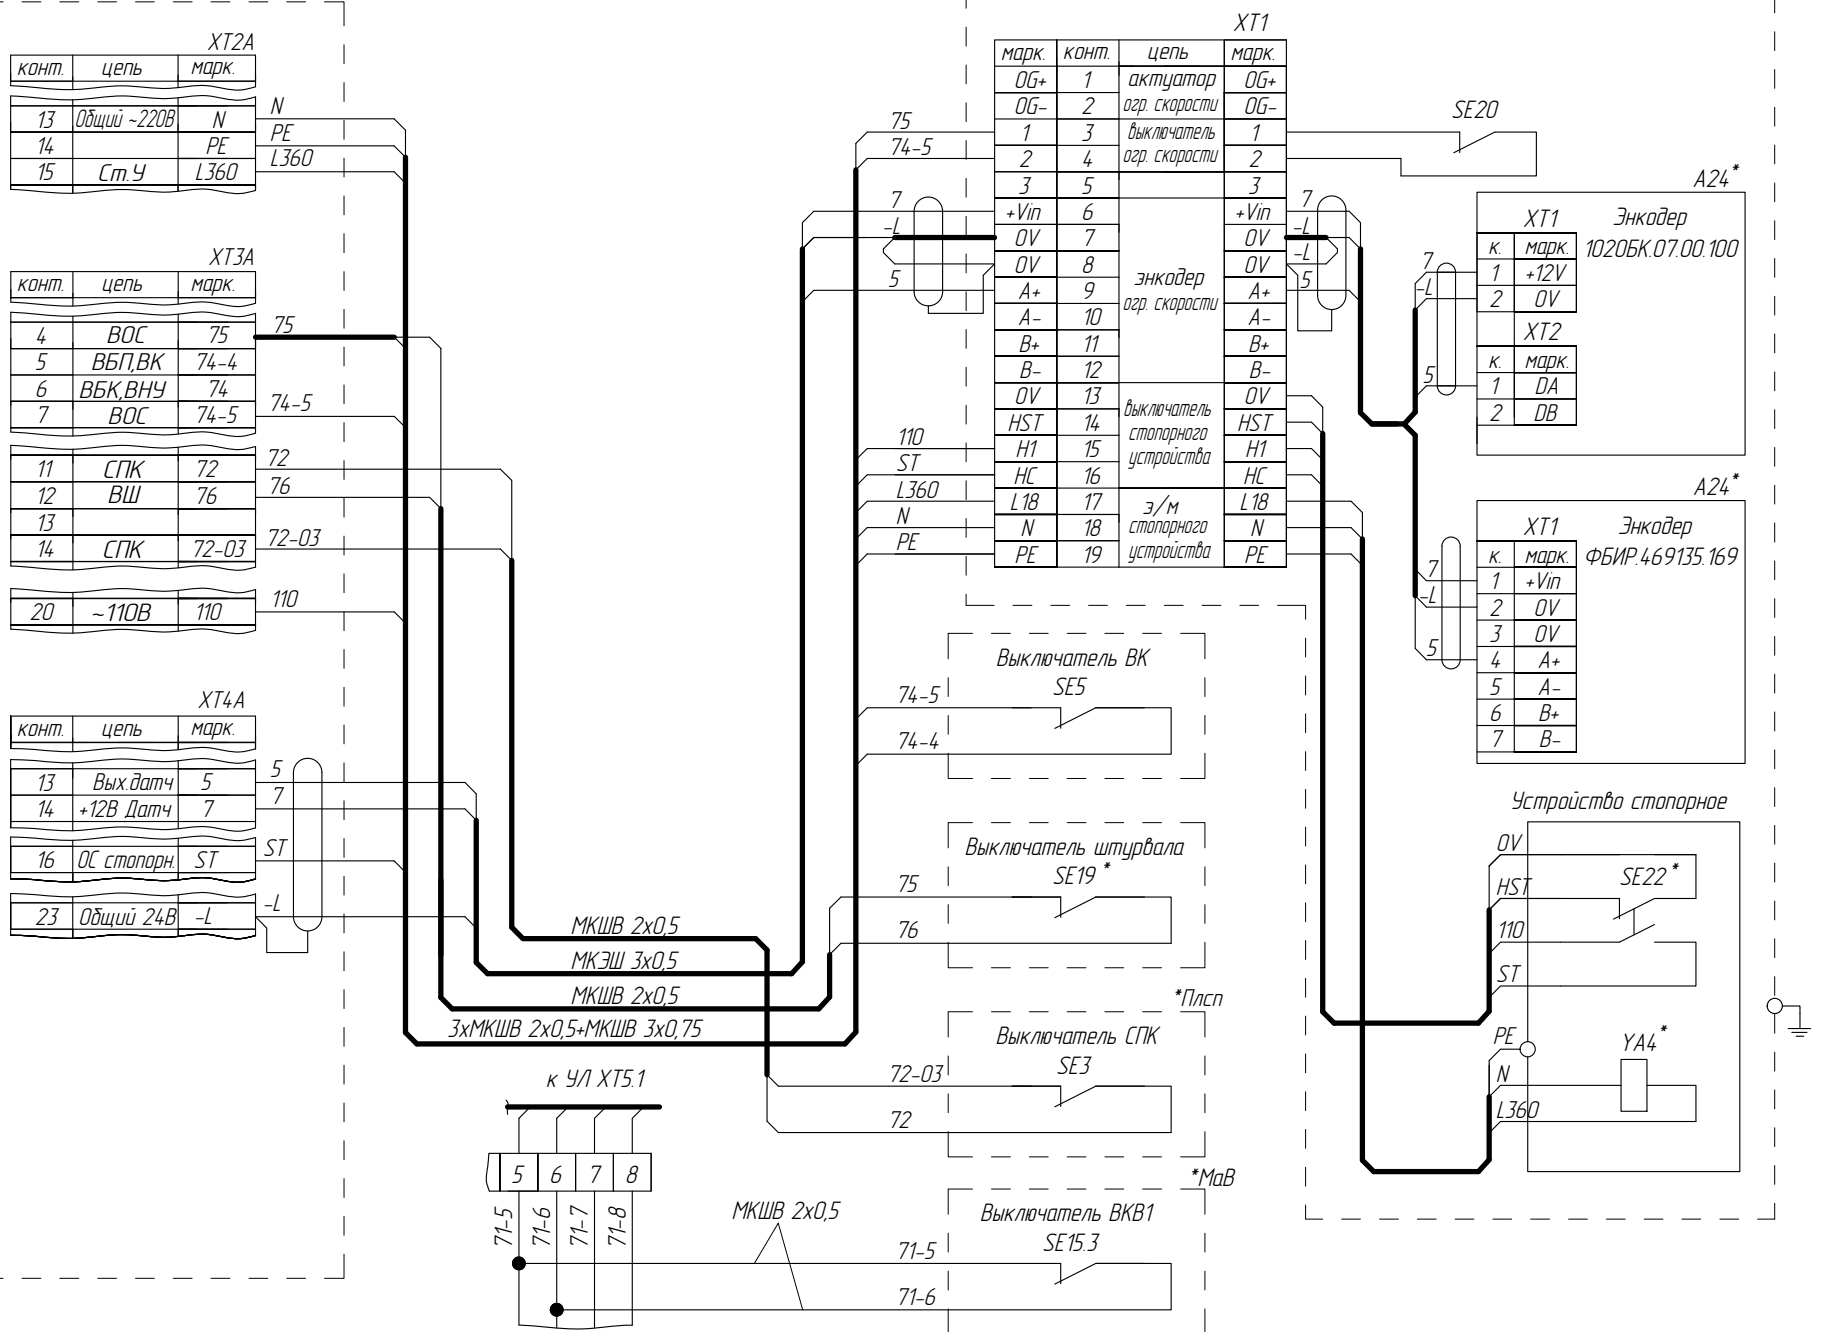 XT2A
конт. цепь марк.
13 Общий ~220В N
14 PE
15 Ст.У L360
N
PE
L360
XT3A
конт. цепь марк.
4 ВОС 75
5 ВБП,ВК 74-4
6 ВБК,ВНУ 74
7 ВОС 74-5
11 СПК 72
12 ВШ 76
13
14 СПК 72-03
20 ~110В 110
75
74-5
72
76
72-03
110
XT4A
конт. цепь марк.
13 Вых.датч 5
14 +12В Датч 7
16 ОС стопорн. ST
23 Общий 24В -L
5
7
ST
-L
МКШВ 2х0,5
МКЭШ 3х0,5
МКШВ 2х0,5
3хМКШВ 2х0,5+МКШВ 3х0,75
к УЛ XT5.1
5 6 7 8
71-5 71-6 71-7 71-8
МКШВ 2х0,5
XT1
марк. конт. цепь марк.
OG+ 1 актуатор OG+
OG- 2 огр. скорости OG-
1 3 выключатель 1
2 4 огр. скорости 2
3 5 3
+Vin 6 +Vin
0V 7 0V
0V 8 энкодер 0V
A+ 9 огр. скорости A+
A- 10 A-
B+ 11 B+
B- 12 B-
0V 13 выключатель 0V
HST 14 стопорного HST
H1 15 устройства H1
HC 16 HC
L18 17 э/м L18
N 18 стопорного N
PE 19 устройства PE
75
74-5
7
-L
5
110
ST
L360
N
PE
7
-L
-L
5
SE20
A24*
XT1 Энкодер
к. марк. 1020БК.07.00.100
1 +12V
2 0V
XT2
к. марк.
1 DA
2 DB
7
-L
5
A24*
XT1 Энкодер
к. марк. ФБИР.469135.169
1 +Vin
2 0V
3 0V
4 A+
5 A-
6 B+
7 B-
7
-L
5
Выключатель ВК
SE5
74-5
74-4
Выключатель штурвала
SE19*
75
76
*Плсп
Выключатель СПК
SE3
72-03
72
*МаВ
Выключатель ВКВ1
SE15.3
71-5
71-6
Устройство стопорное
0V
SE22*
HST
110
ST
PE
YA4*
N
L360